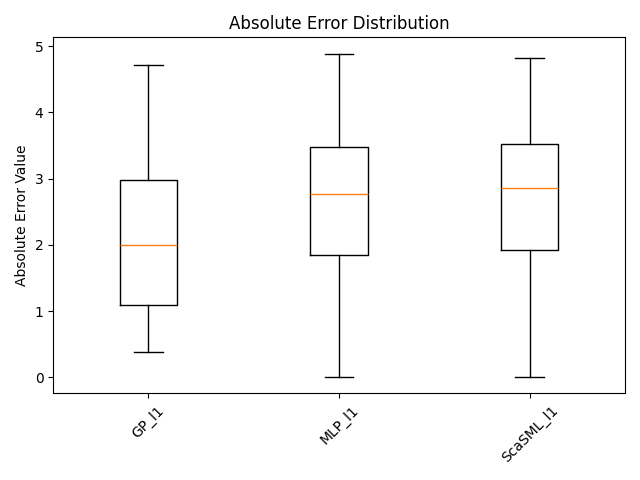 Absolute Error Distribution
Absolute Error Value
5
4
3
2
1
0
GP_l1
MLP_l1
ScaSML_l1